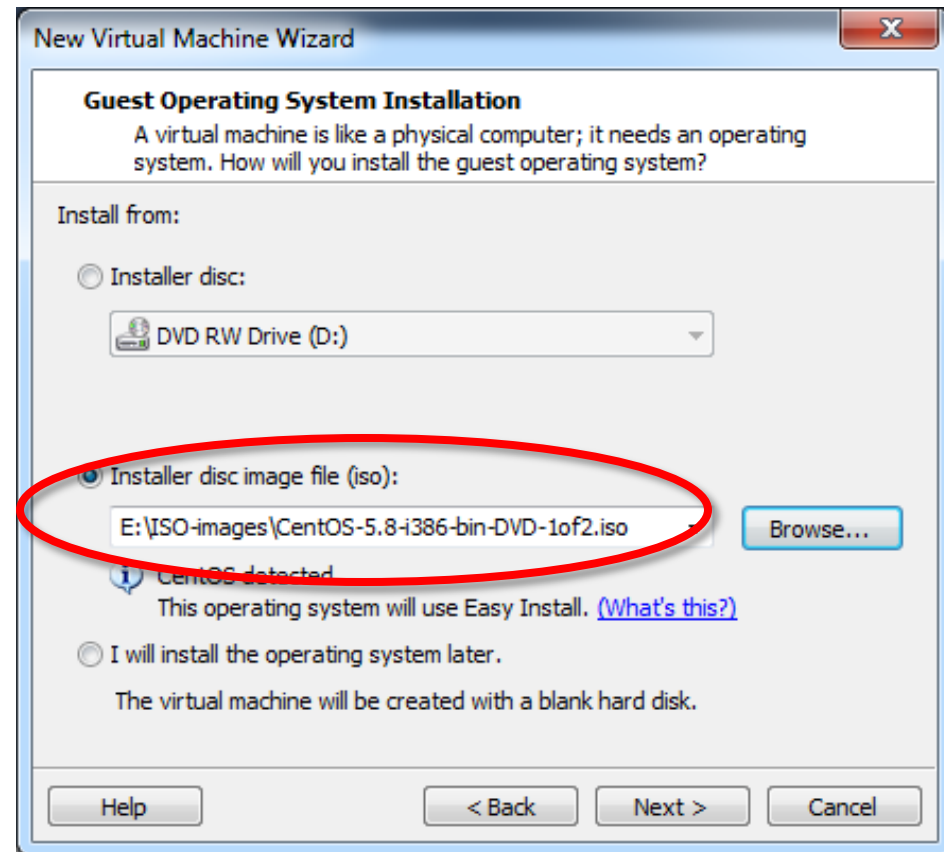 New Virtual Machine Wizard
Guest Operating System Installation
A virtual machine is like a physical computer; it needs an operating
system. How will you install the guest operating system?
Install from:
Installer disc:
DVD RW Drive (D:)
Installer disc image file (iso):
E:\ISO-images\CentOS-5.8-i386-bin-DVD-1of2.iso
Browse...
CentOS detected
This operating system will use Easy Install. (What's this?)
I will install the operating system later.
The virtual machine will be created with a blank hard disk.
Help
< Back
Next >
Cancel